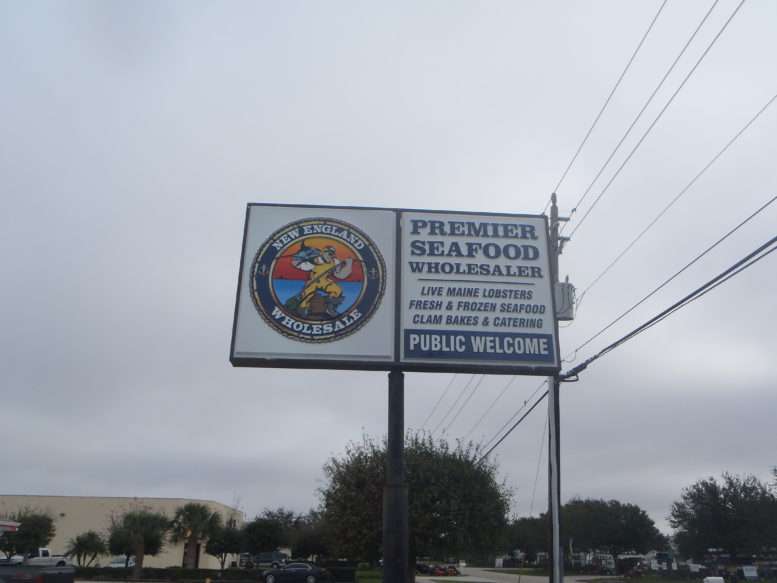 NEW ENGLAND
WHOLESALE
PREMIER
SEAFOOD
WHOLESALER
LIVE MAINE LOBSTERS
FRESH & FROZEN SEAFOOD
CLAM BAKES & CATERING
PUBLIC WELCOME